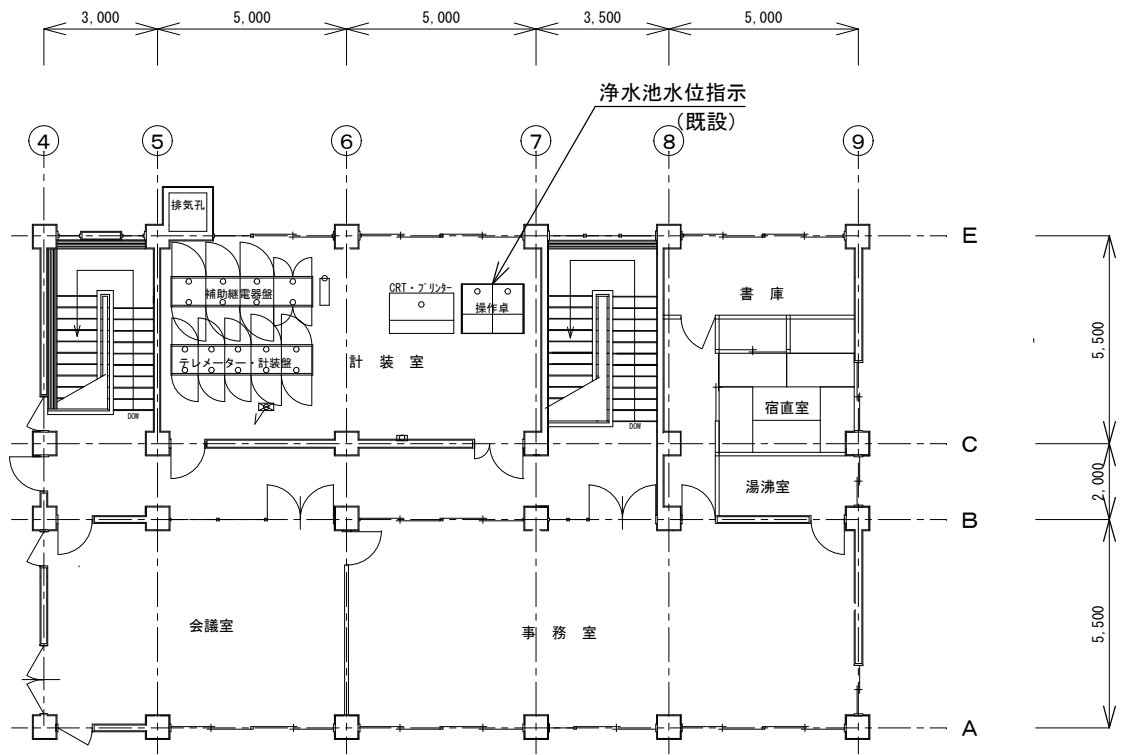 3,000
5,000
5,000
3,500
5,000
浄水池水位指示
(既設)
4
5
6
7
8
9
排気孔
E
補助継電器盤
CRT・プリンター
操作卓
書 庫
テレメーター・計装盤
計 装 室
5,500
宿直室
DOW
DOW
C
湯沸室
2,000
B
会議室
事 務 室
5,500
A